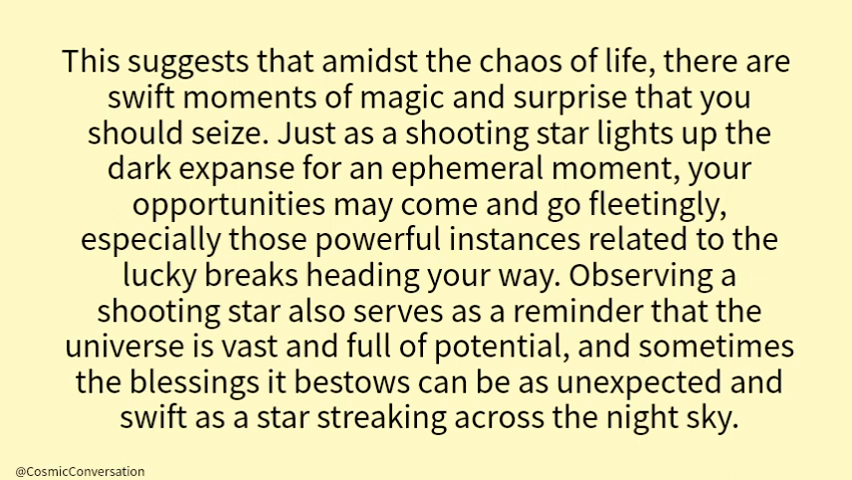 This suggests that amidst the chaos of life, there are
swift moments of magic and surprise that you
should seize. Just as a shooting star lights up the
dark expanse for an ephemeral moment, your
opportunities may come and go fleetingly,
especially those powerful instances related to the
lucky breaks heading your way. Observing a
shooting star also serves as a reminder that the
universe is vast and full of potential, and sometimes
the blessings it bestows can be as unexpected and
swift as a star streaking across the night sky.
@CosmicConversation